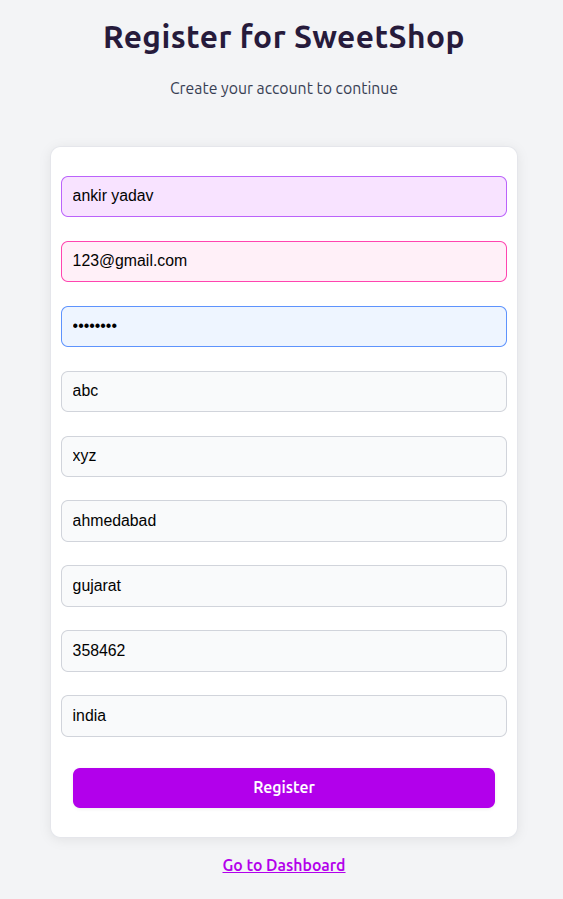 Register for SweetShop
Create your account to continue
ankir yadav
123@gmail.com
••••••••
abc
xyz
ahmedabad
gujarat
358462
india
Register
Go to Dashboard